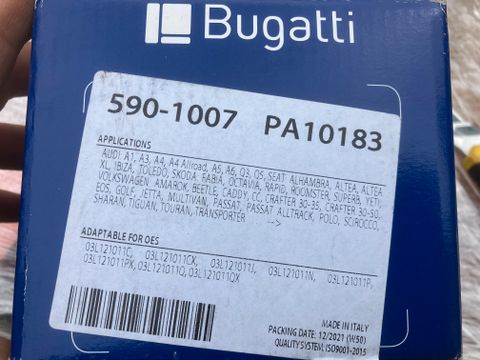 Bugatti
590-1007 PA10183
APPLICATIONS
AUDI A1, A3, A4, A4 Allroad, A5, A6, Q3, Q5, SEAT ALHAMBRA, ALTEA, ALTEA
XL, IBIZA, TOLEDO, SKODA FABIA, OCTAVIA, RAPID, ROOMSTER, SUPERB, YETI,
VOLKSWAGEN AMAROK, BEETLE, CADDY, CC, CRAFTER 30-35, CRAFTER 30-50,
EOS, GOLF, JETTA, MULTIVAN, PASSAT, PASSAT ALLTRACK, POLO, SCIROCCO,
SHARAN, TIGUAN, TOURAN, TRANSPORTER -->
ADAPTABLE FOR OES
03L121011C, 03L121011CX, 03L121011J, 03L121011N, 03L121011P,
03L121011PX, 03L121011Q, 03L121011QX
MADE IN ITALY
PACKING DATE: 12/2021 (W50)
QUALITY SYSTEM: ISO9001-2015